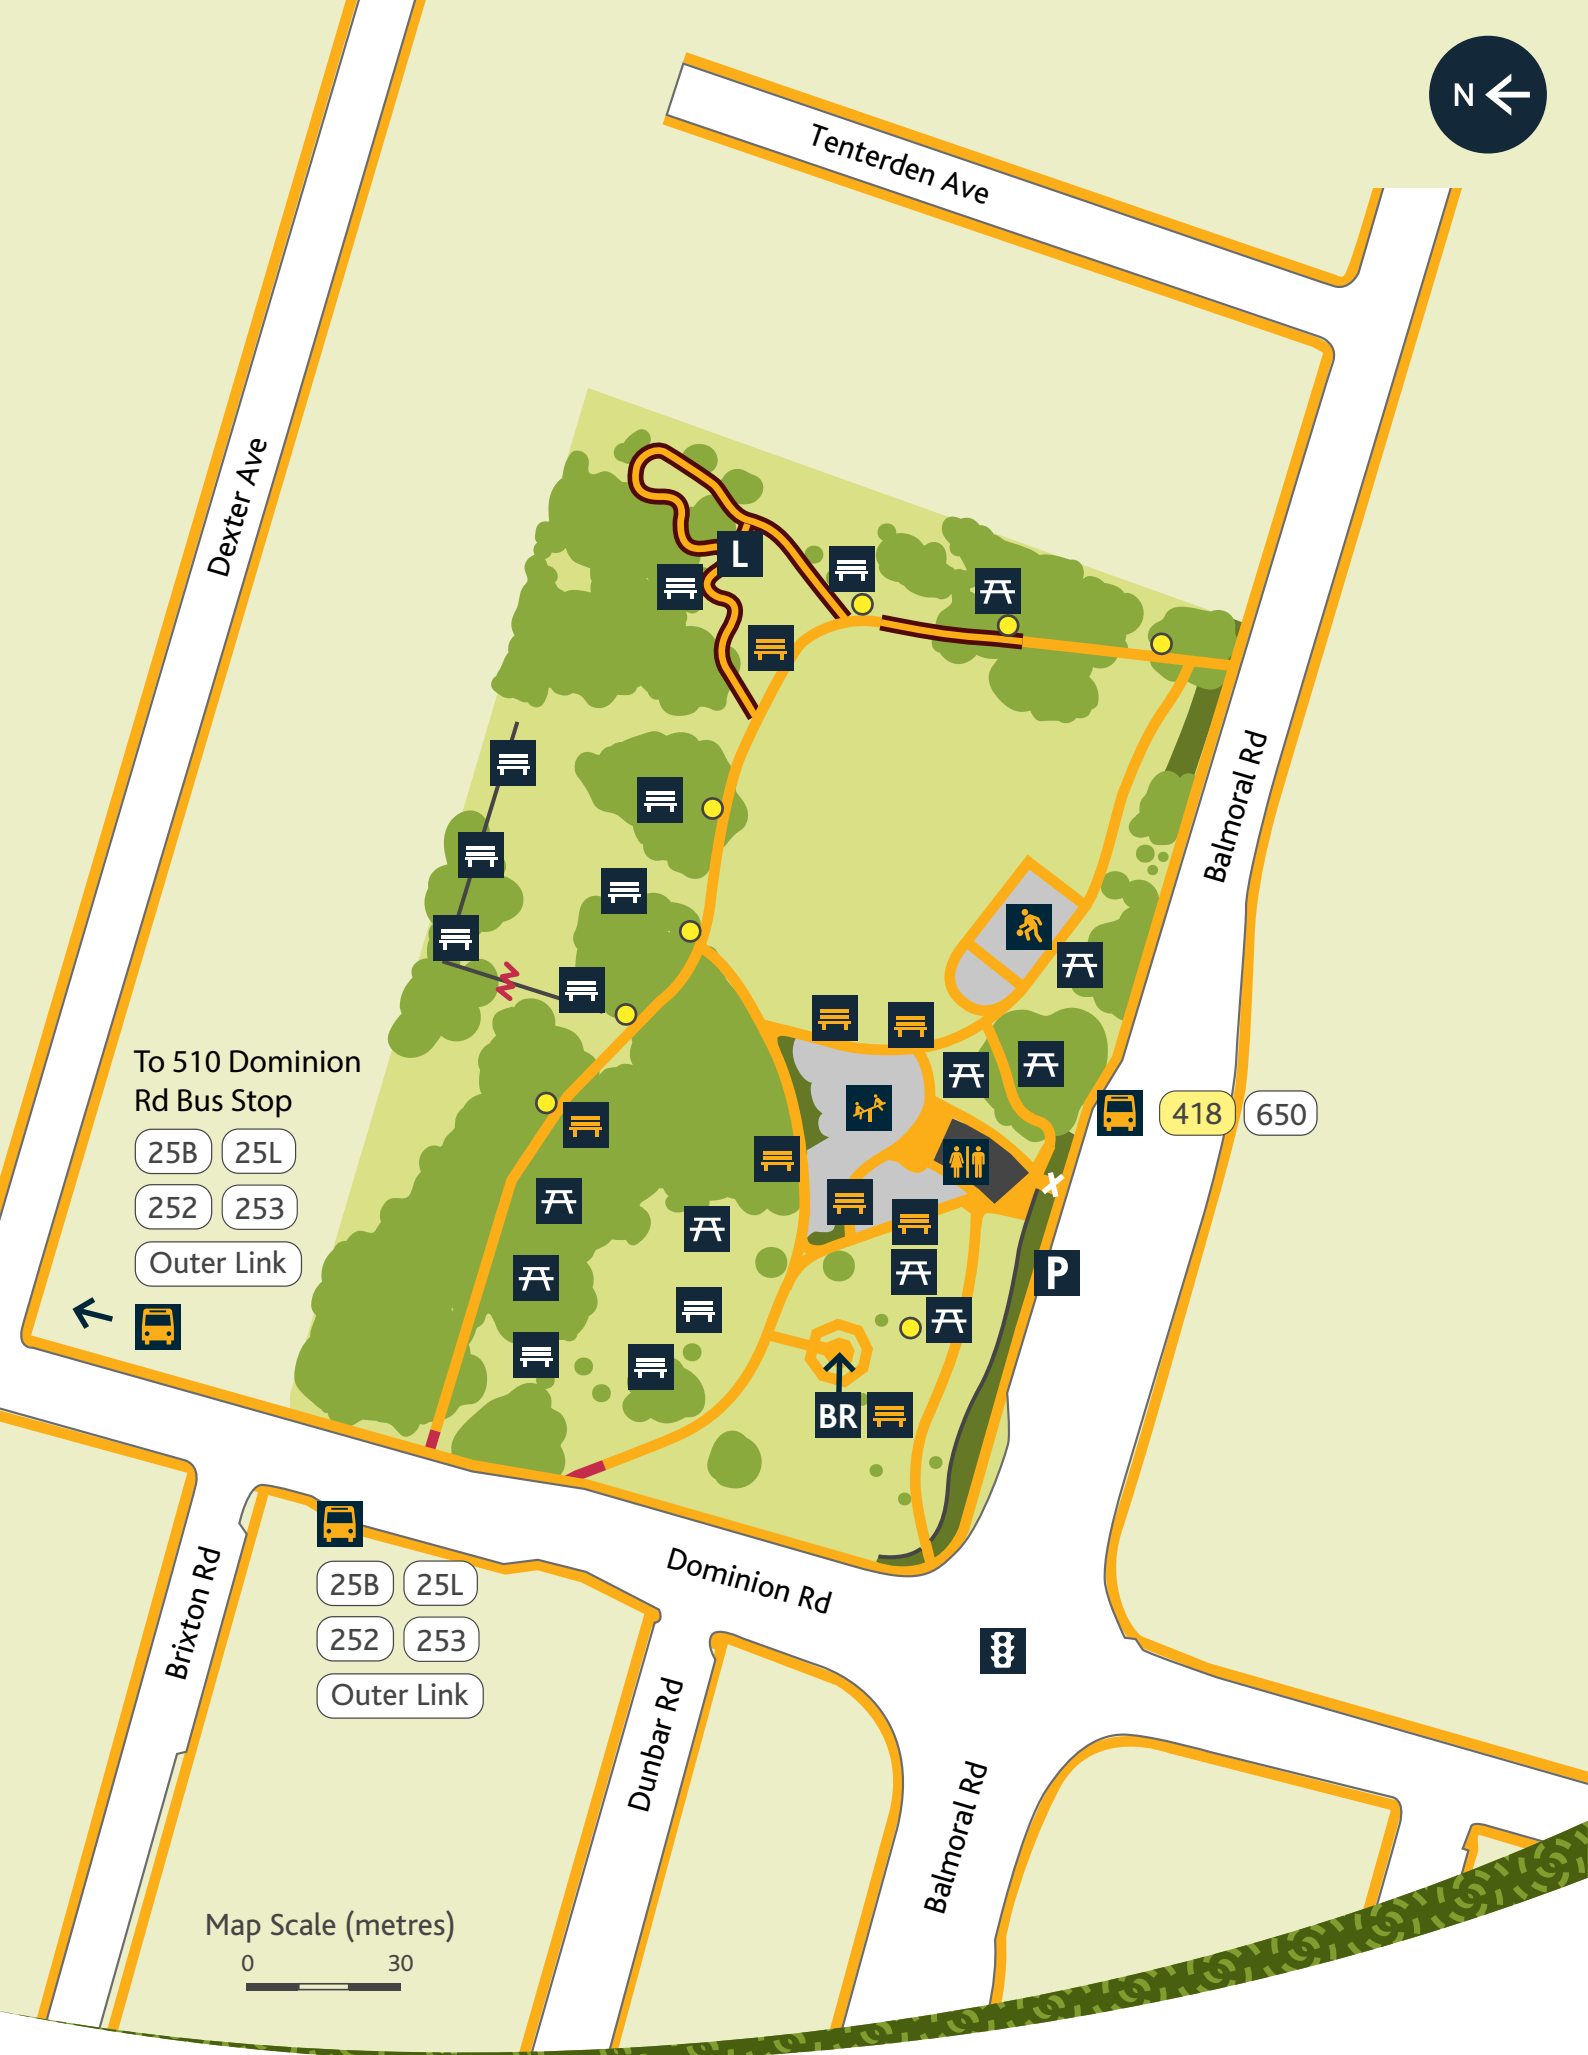 N
Tenterden Ave
Dexter Ave
L
Balmoral Rd
To 510 Dominion
Rd Bus Stop
25B 25L
252 253
Outer Link
418 650
P
BR
25B 25L
252 253
Outer Link
Dominion Rd
Brixton Rd
Dunbar Rd
Balmoral Rd
Map Scale (metres)
0 30